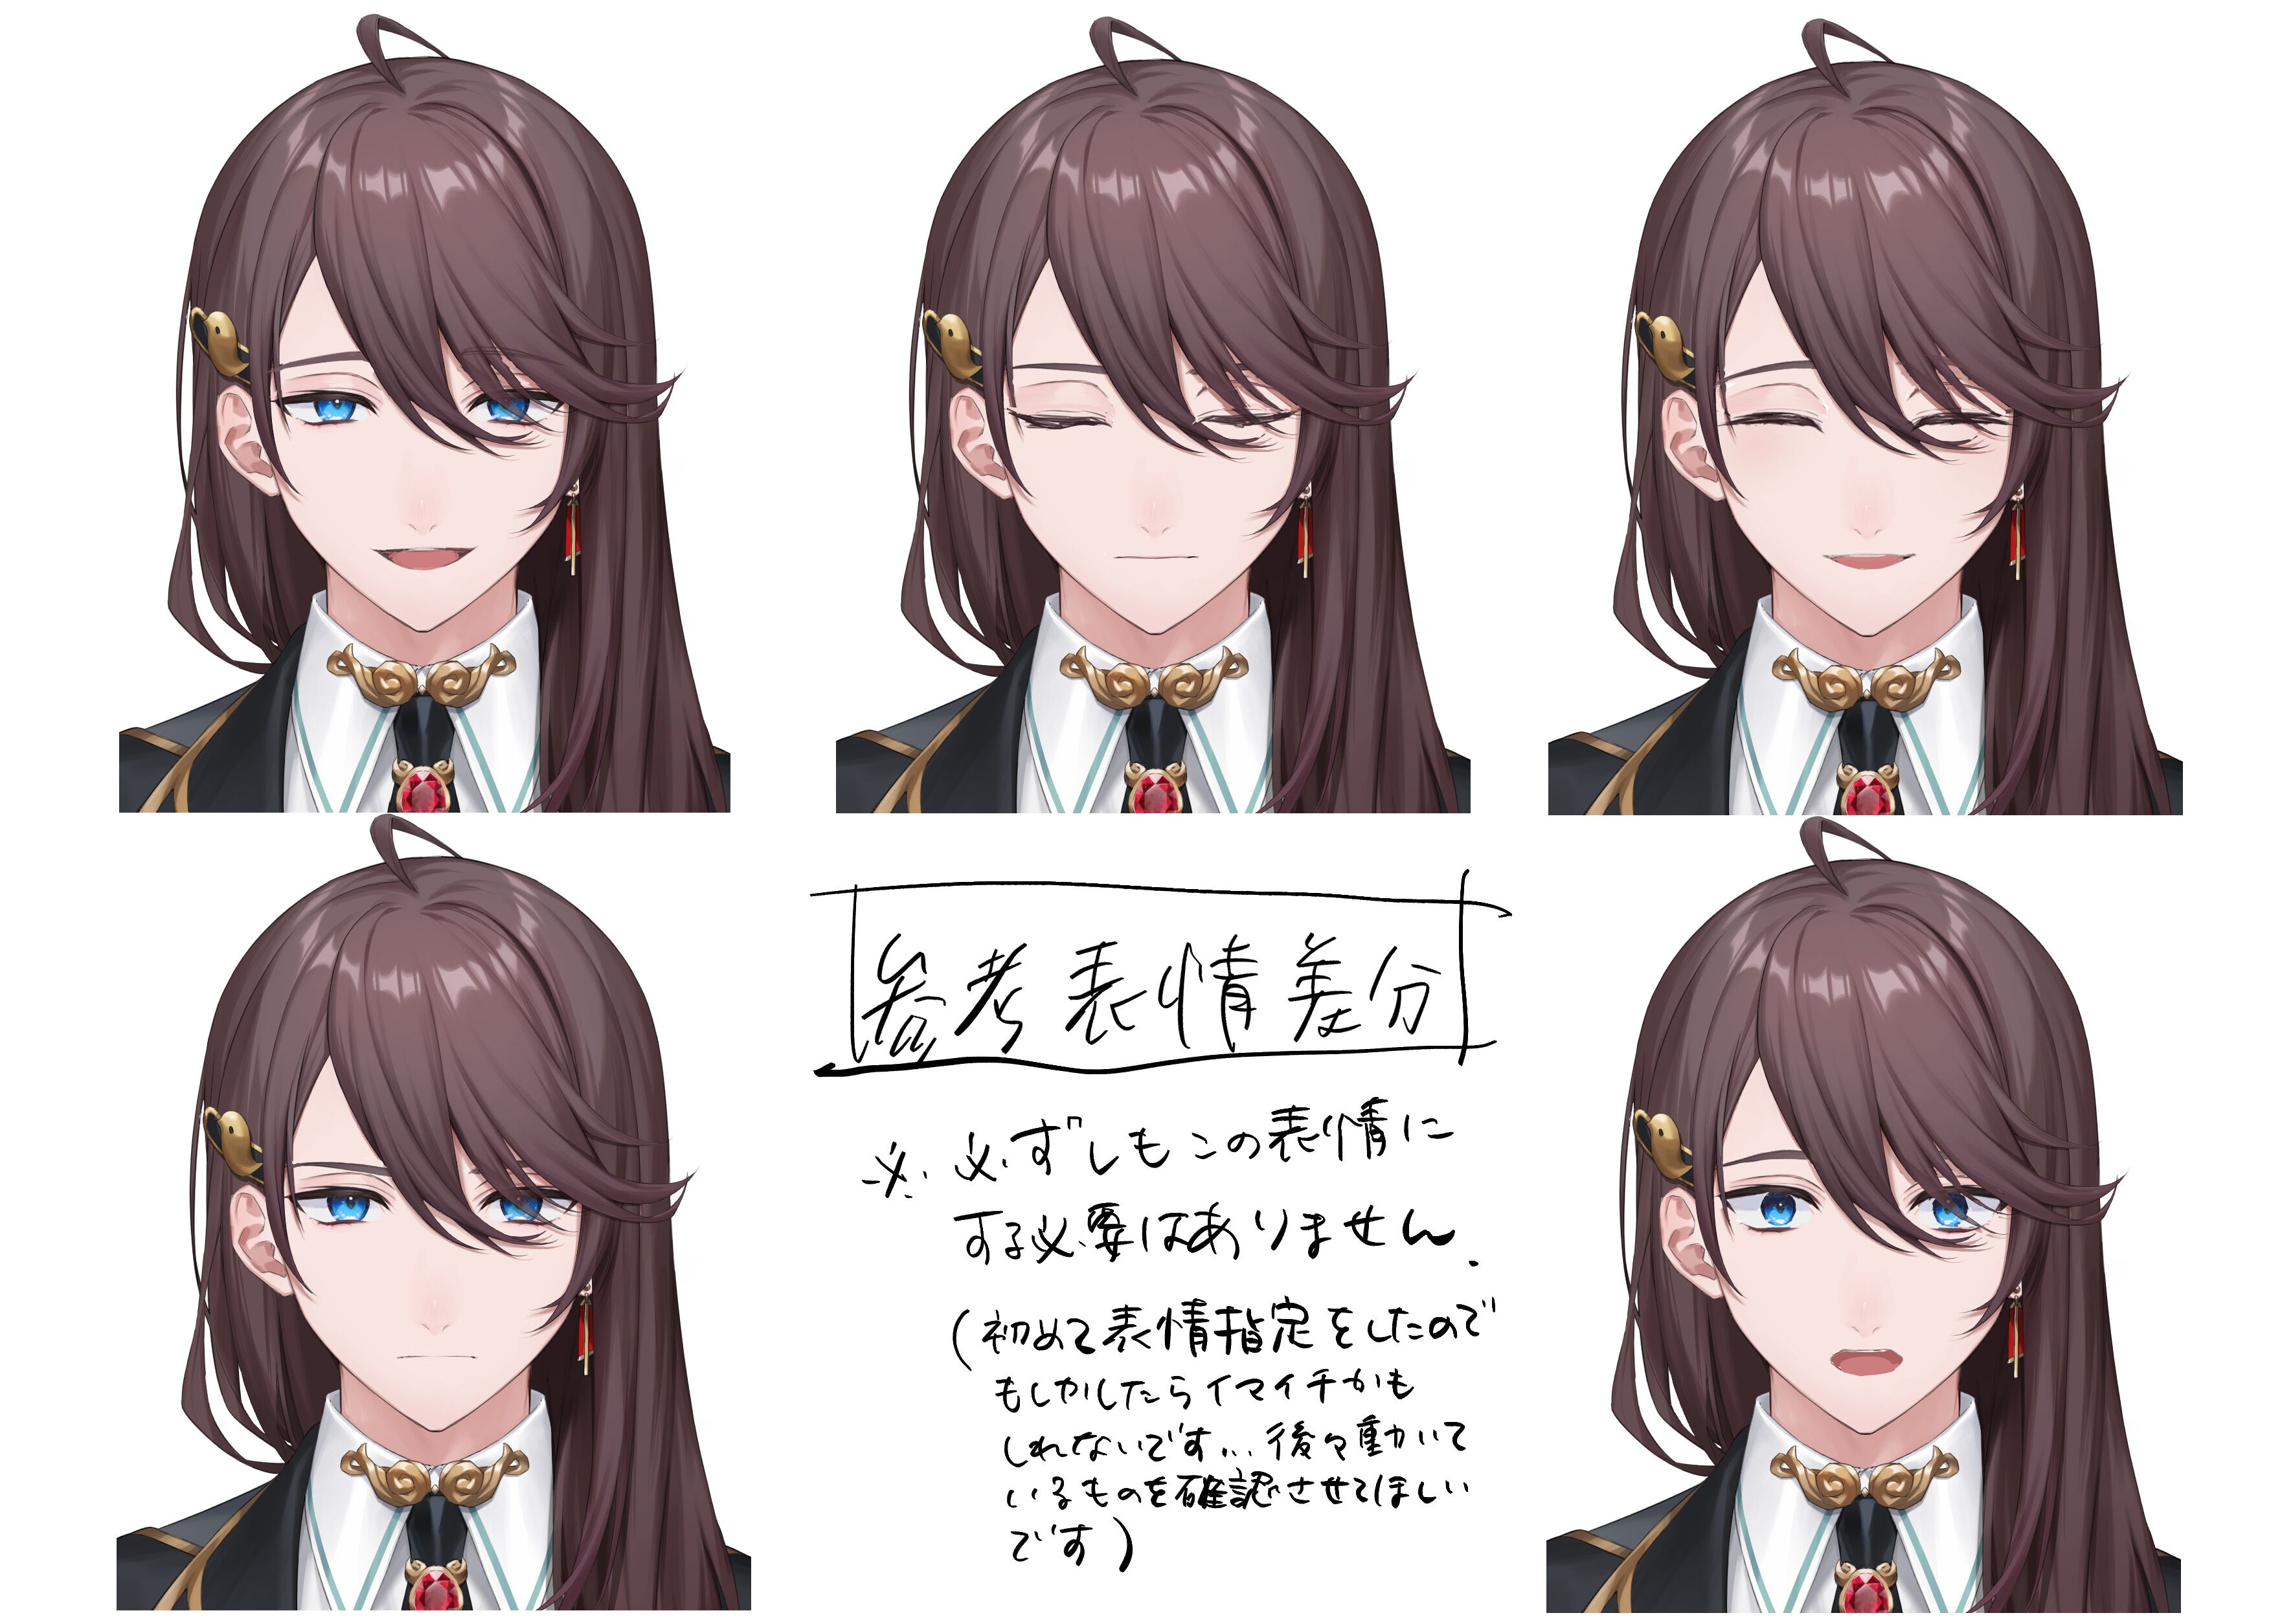 参考表情差分
※必ずしもこの表情に
する必要はありません.
(初めて表情指定をしたので
もしかしたらイマイチかも
しれないです... 後々動いて
いるものを確認させてほしい
です)